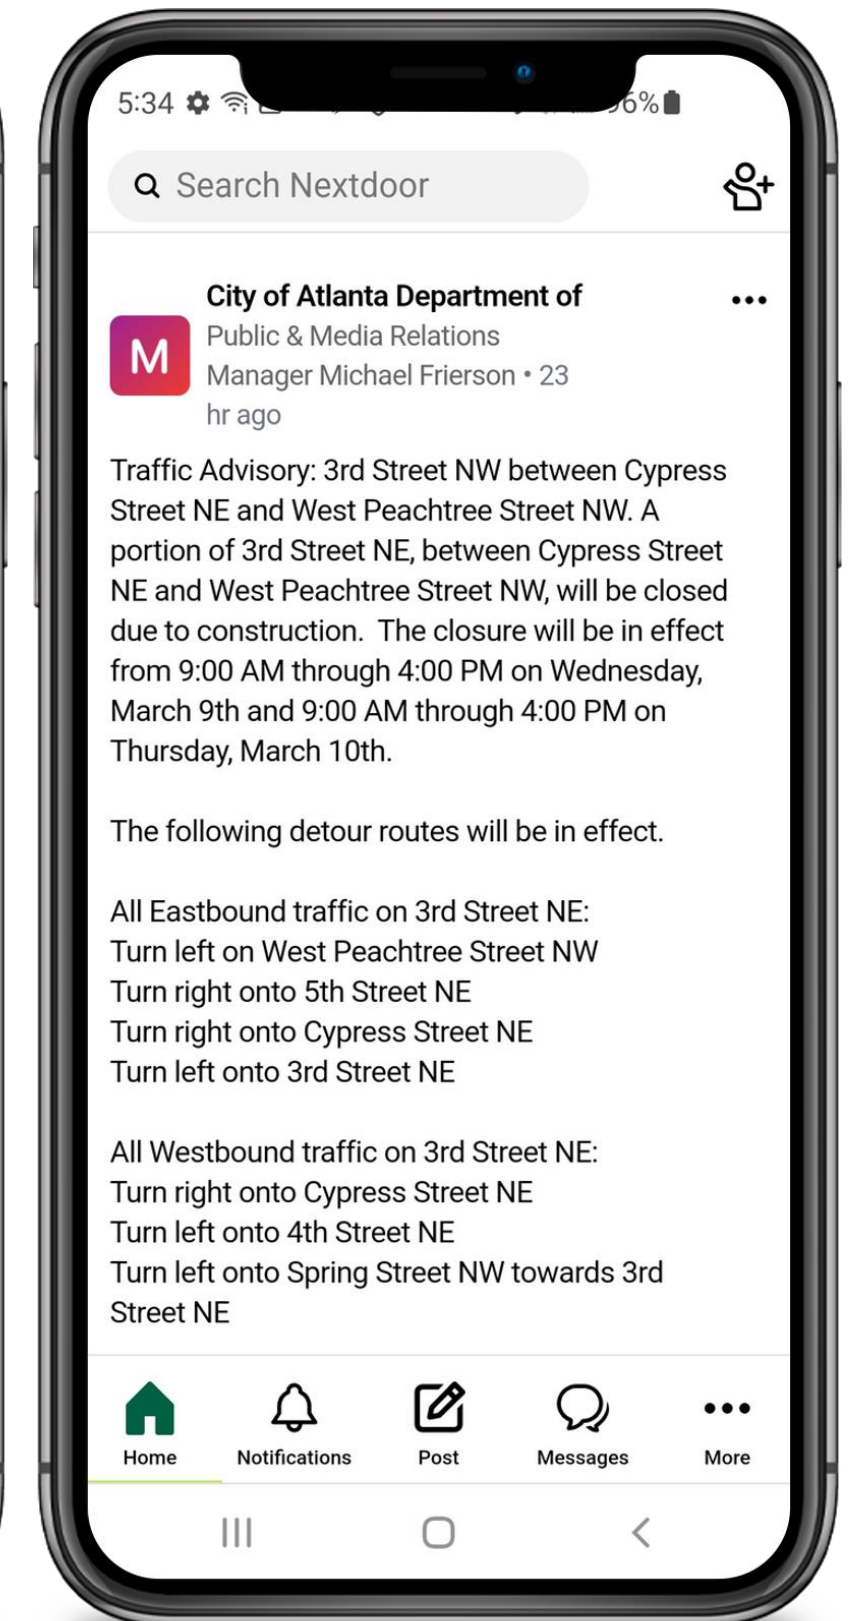 5:34
Search Nextdoor
City of Atlanta Department of
M
Public & Media Relations
Manager Michael Frierson • 23
hr ago
Traffic Advisory: 3rd Street NW between Cypress
Street NE and West Peachtree Street NW. A
portion of 3rd Street NE, between Cypress Street
NE and West Peachtree Street NW, will be closed
due to construction.  The closure will be in effect
from 9:00 AM through 4:00 PM on Wednesday,
March 9th and 9:00 AM through 4:00 PM on
Thursday, March 10th.
The following detour routes will be in effect.
All Eastbound traffic on 3rd Street NE:
Turn left on West Peachtree Street NW
Turn right onto 5th Street NE
Turn right onto Cypress Street NE
Turn left onto 3rd Street NE
All Westbound traffic on 3rd Street NE:
Turn right onto Cypress Street NE
Turn left onto 4th Street NE
Turn left onto Spring Street NW towards 3rd
Street NE
Home Notifications Post Messages More